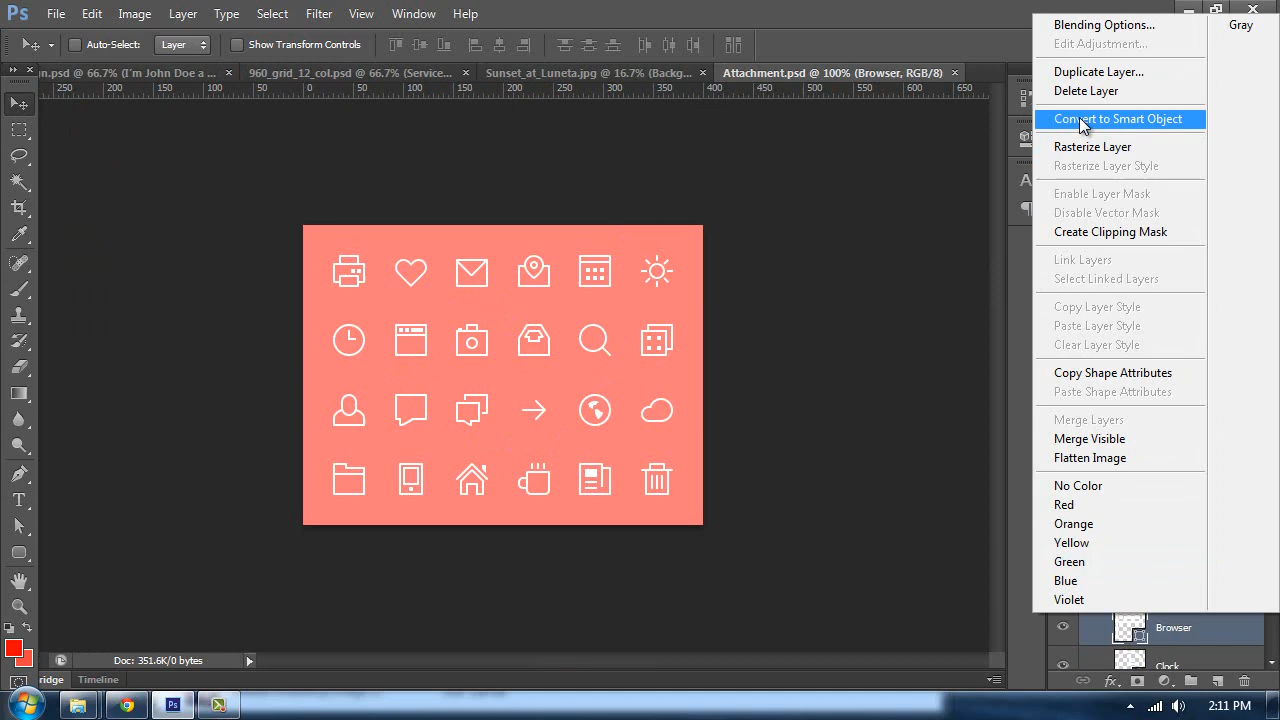 Ps File Edit Image Layer Type Select Filter View Window Help
Auto-Select: Layer Show Transform Controls
n.psd @ 66.7% (I'm John Doe a ... × 960_grid_12_col.psd @ 66.7% (Service... × Sunset_at_Luneta.jpg @ 16.7% (Backg... × Attachment.psd @ 100% (Browser, RGB/8) ×
250 200 150 100 50 0 50 100 150 200 250 300 350 400 450 500 550 600 650
Blending Options... Gray
Edit Adjustment...
Duplicate Layer...
Delete Layer
Convert to Smart Object
Rasterize Layer
Rasterize Layer Style
Enable Layer Mask
Disable Vector Mask
Create Clipping Mask
Link Layers
Select Linked Layers
Copy Layer Style
Paste Layer Style
Clear Layer Style
Copy Shape Attributes
Paste Shape Attributes
Merge Layers
Merge Visible
Flatten Image
No Color
Red
Orange
Yellow
Green
Blue
Violet
Browser
Clock
Doc: 351.6K/0 bytes
ridge Timeline
Ps 2:11 PM